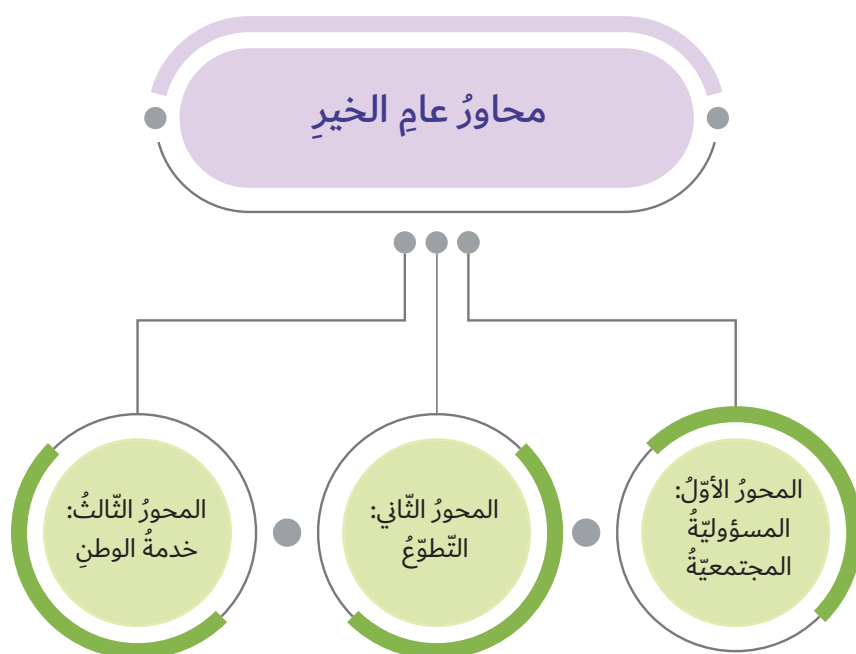 محاورُ عامِ الخيرِ
المحورُ الأوّلُ:
المسؤوليّةُ
المجتمعيّةُ
المحورُ الثّاني:
التّطوّعُ
المحورُ الثّالثُ:
خدمةُ الوطنِ